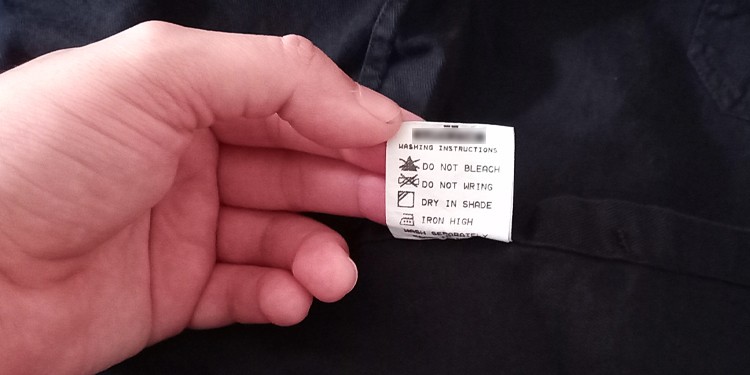 WASHING INSTRUCTIONS
DO NOT BLEACH
DO NOT WRING
DRY IN SHADE
IRON HIGH
WASH SEPARATELY